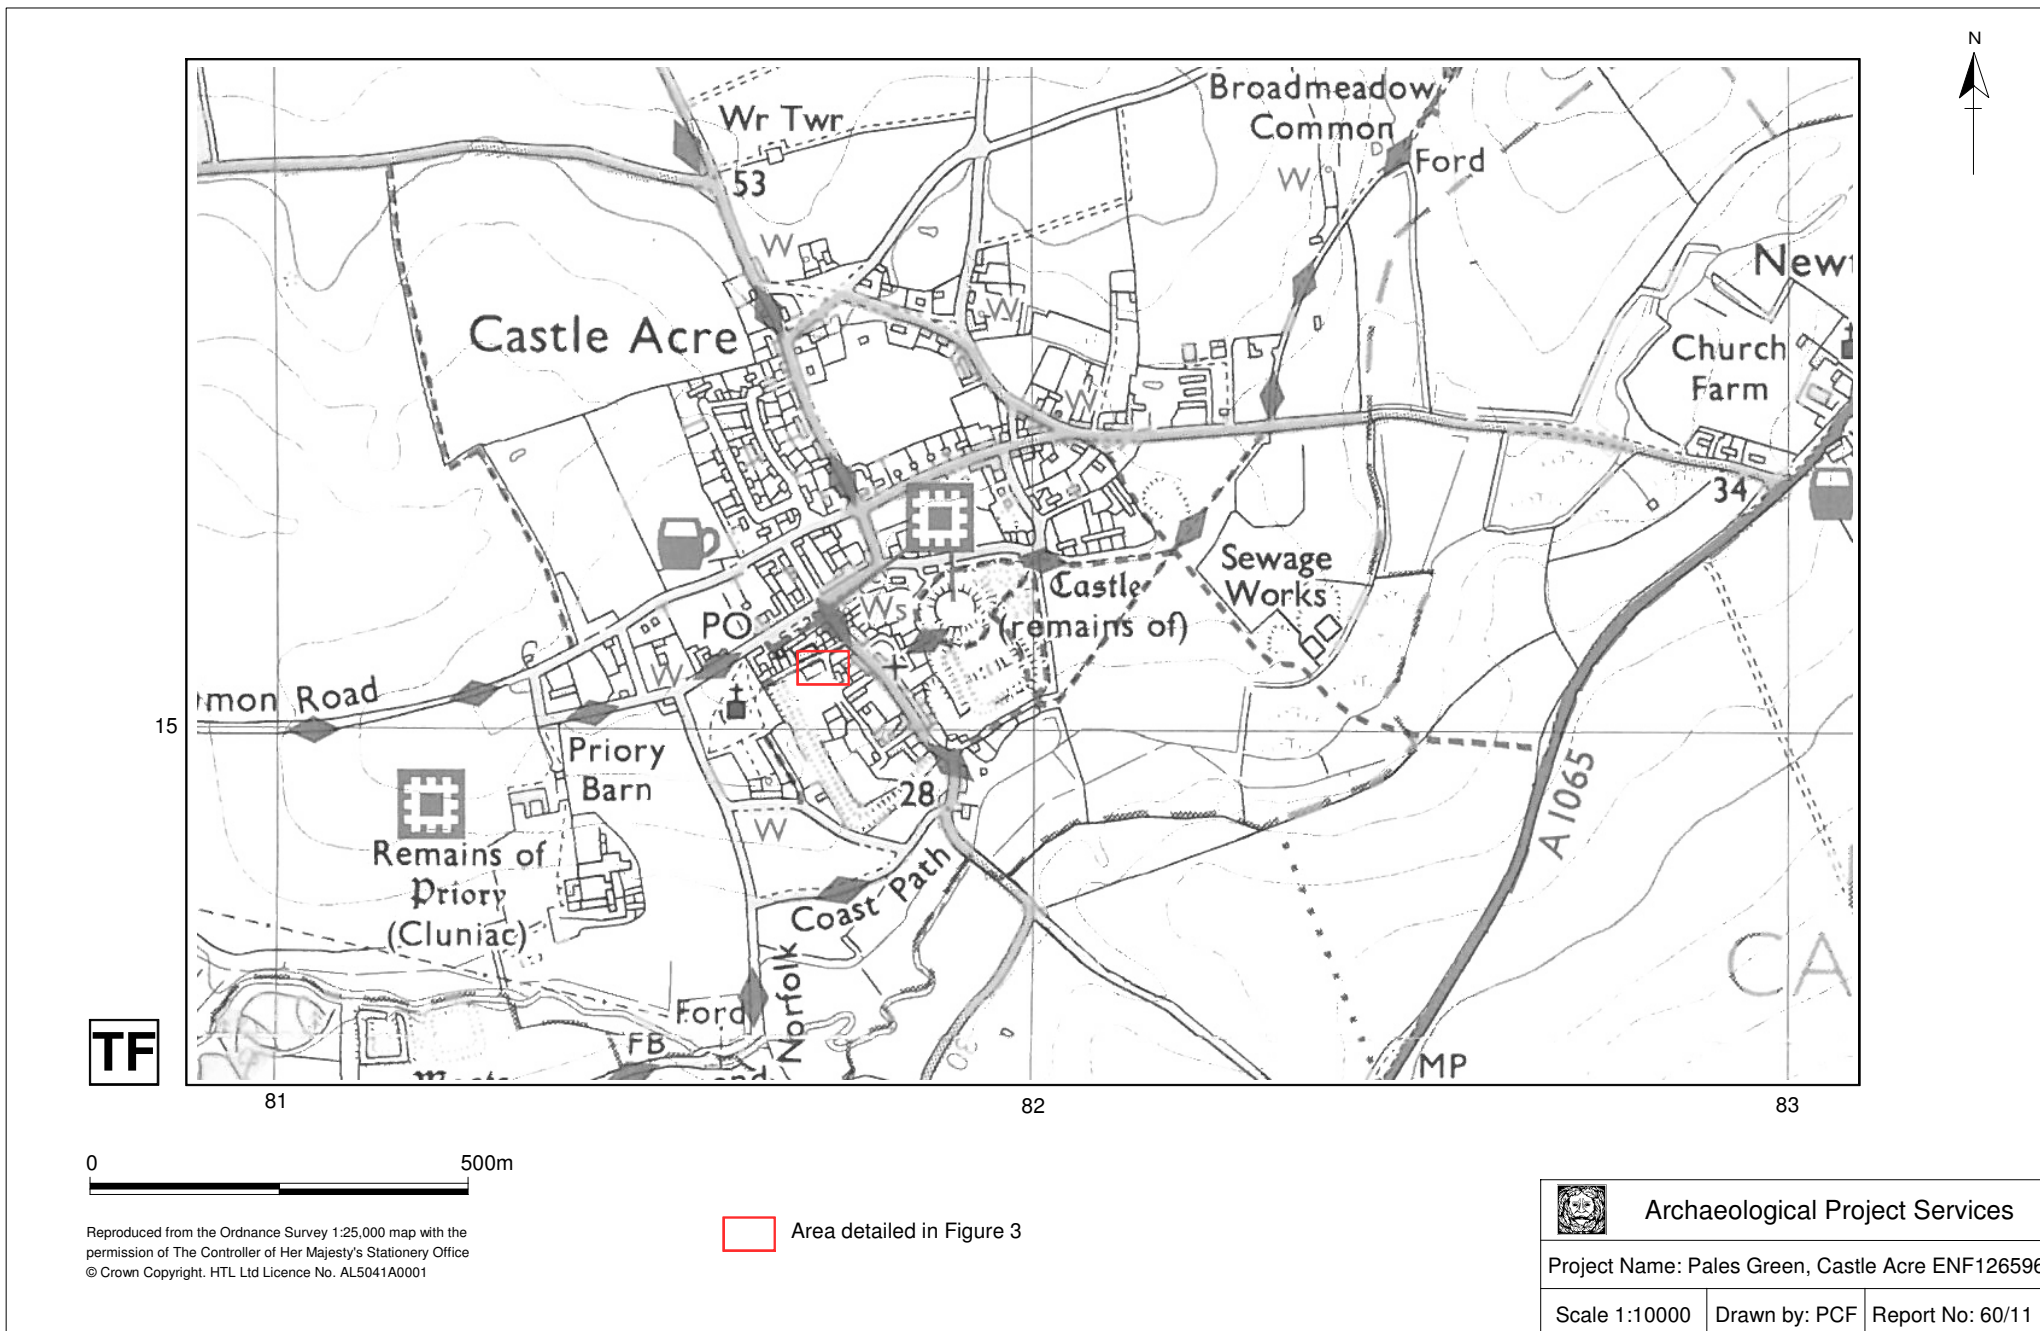 N
Broadmeadow
Common
Wr Twr
D
Ford
53
W
W
Newt
W
Castle Acre
Church
Farm
W
34
Sewage
Works
Castle
(remains of)
Ws
PO
W
mon Road
15
Priory
Barn
28
A 1065
W
Remains of
Priory
(Cluniac)
Coast Path
Norfolk
CA
Ford
FB
30
MP
TF
81
82
83
0
500m
Reproduced from the Ordnance Survey 1:25,000 map with the
permission of The Controller of Her Majesty's Stationery Office
© Crown Copyright. HTL Ltd Licence No. AL5041A0001
Area detailed in Figure 3
Archaeological Project Services
Project Name: Pales Green, Castle Acre ENF126596
Scale 1:10000
Drawn by: PCF
Report No: 60/11